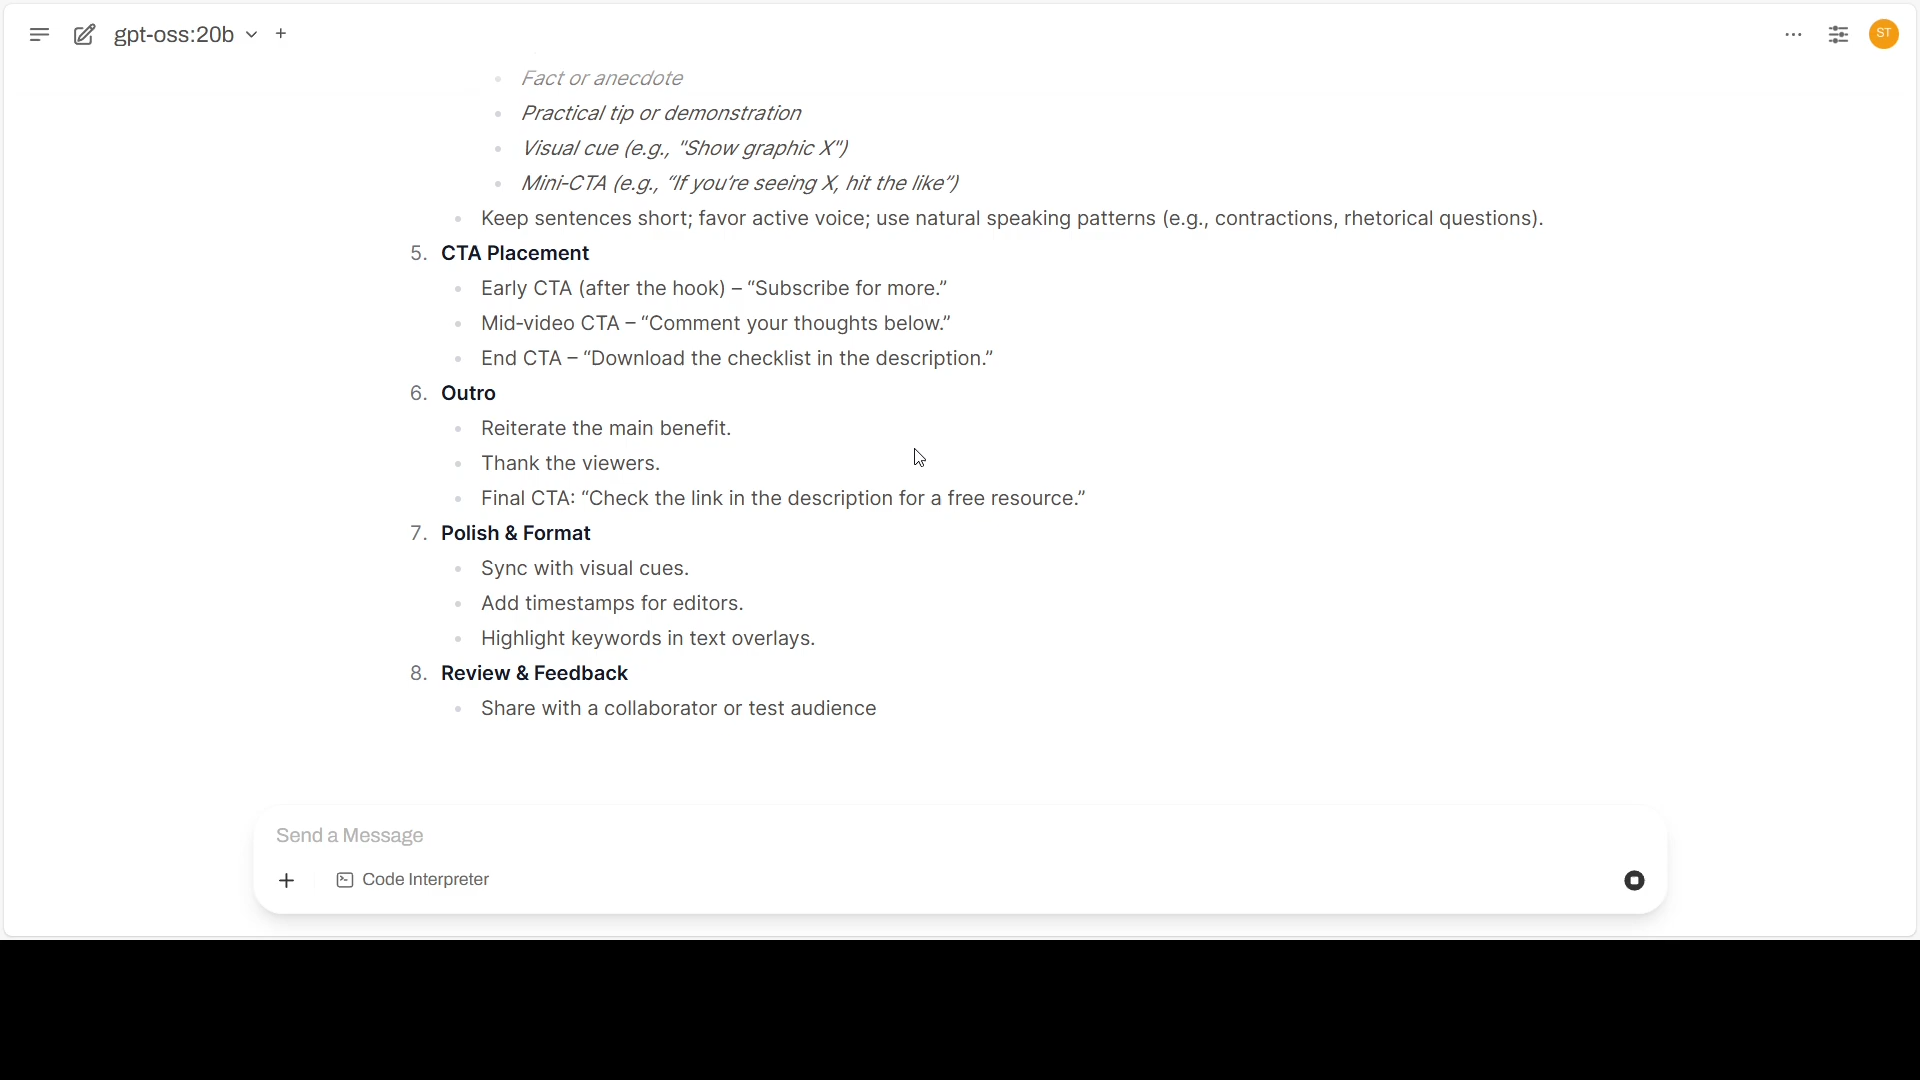 gpt-oss:20b
ST
Fact or anecdote
Practical tip or demonstration
Visual cue (e.g., "Show graphic X")
Mini-CTA (e.g., “If you’re seeing X, hit the like”)
Keep sentences short; favor active voice; use natural speaking patterns (e.g., contractions, rhetorical questions).
5. CTA Placement
Early CTA (after the hook) – “Subscribe for more.”
Mid-video CTA – “Comment your thoughts below.”
End CTA – “Download the checklist in the description.”
6. Outro
Reiterate the main benefit.
Thank the viewers.
Final CTA: “Check the link in the description for a free resource.”
7. Polish & Format
Sync with visual cues.
Add timestamps for editors.
Highlight keywords in text overlays.
8. Review & Feedback
Share with a collaborator or test audience
Send a Message
Code Interpreter